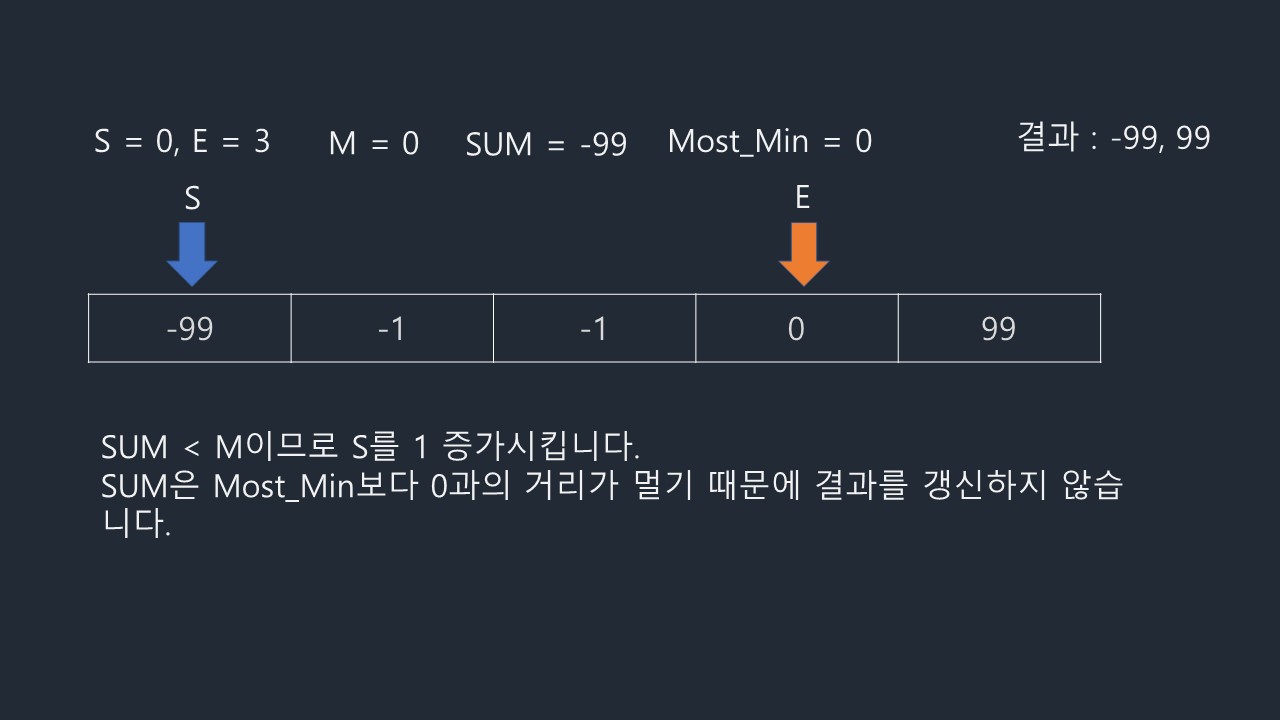 S = 0, E = 3 M = 0 SUM = -99 Most_Min = 0 결과 : -99, 99
S E
-99 -1 -1 0 99
SUM < M이므로 S를 1 증가시킵니다.
SUM은 Most_Min보다 0과의 거리가 멀기 때문에 결과를 갱신하지 않습
니다.